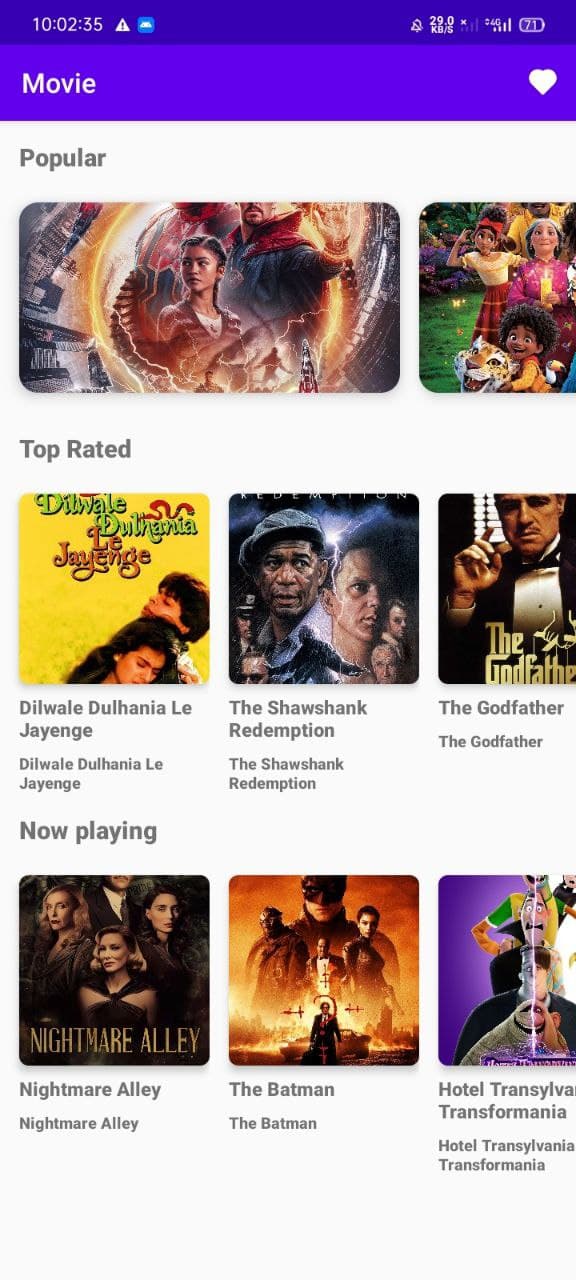 10:02:35
29.0
KB/S
4G
71
Movie
Popular
Top Rated
Dilwale
Dulhania
Le
Jayenge
REDEMPTION
The
Godfathe
Dilwale Dulhania Le
Jayenge
The Shawshank
Redemption
The Godfather
Dilwale Dulhania Le
Jayenge
The Shawshank
Redemption
The Godfather
Now playing
NIGHTMARE ALLEY
Nightmare Alley
The Batman
Hotel Transylva
Transformania
Nightmare Alley
The Batman
Hotel Transylvania
Transformania